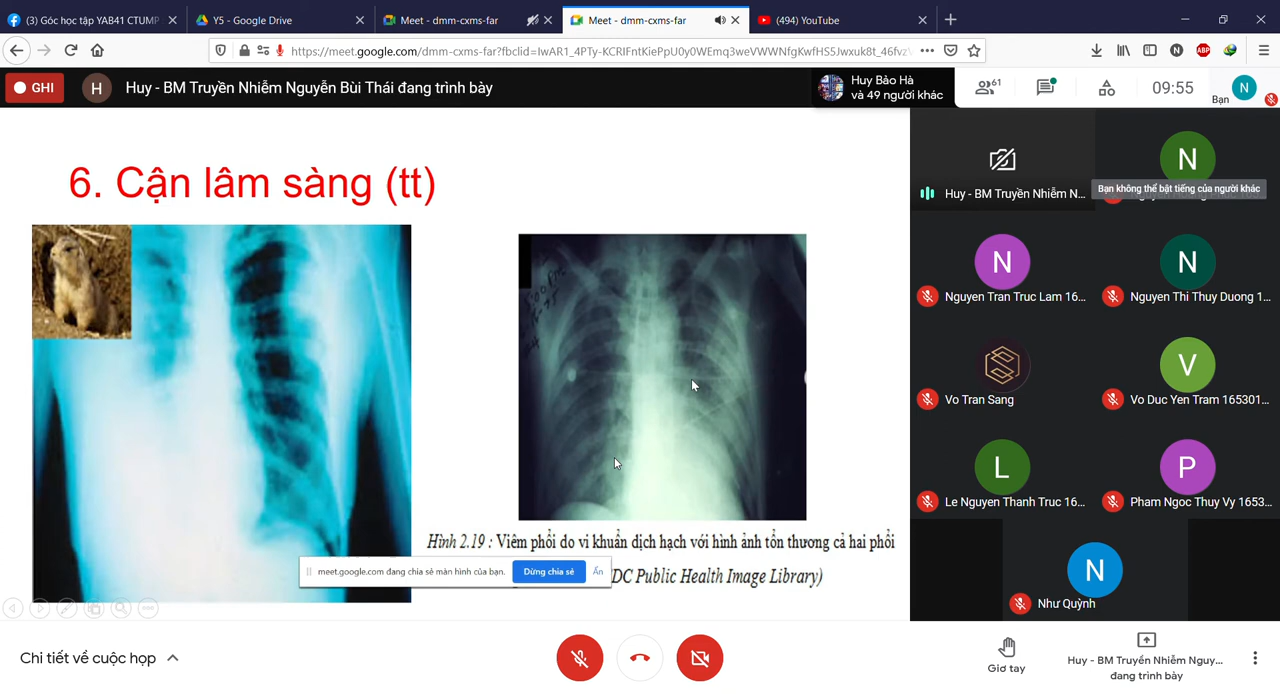 (3) Góc học tập YAB41 CTUMP
Y5 - Google Drive
Meet - dmm-cxms-far
Meet - dmm-cxms-far
(494) YouTube
https://meet.google.com/dmm-cxms-far?fbclid=IwAR1_4PTy-KCRIFntKiePpU0y0WEmq3weVWWNfgKwfHS5Jwxuk8t_46fvz
N
ABP
GHI
H
Huy - BM Truyền Nhiễm Nguyễn Bùi Thái đang trình bày
Huy Bảo Hà
và 49 người khác
61
09:55
Bạn
N
6. Cận lâm sàng (tt)
Hình 2.19 : Viêm phổi do vi khuẩn dịch hạch với hình ảnh tổn thương cả hai phổi
DC Public Health Image Library)
meet.google.com đang chia sẻ màn hình của bạn.
Dừng chia sẻ
Ẩn
Huy - BM Truyền Nhiễm N...
N
Bạn không thể bật tiếng của người khác
N
Nguyen Tran Truc Lam 16...
N
Nguyen Thi Thuy Duong 1...
Vo Tran Sang
V
Vo Duc Yen Tram 165301...
L
Le Nguyen Thanh Truc 16...
P
Pham Ngoc Thuy Vy 1653...
N
Như Quỳnh
Chi tiết về cuộc họp
Giơ tay
Huy - BM Truyền Nhiễm Nguy...
đang trình bày